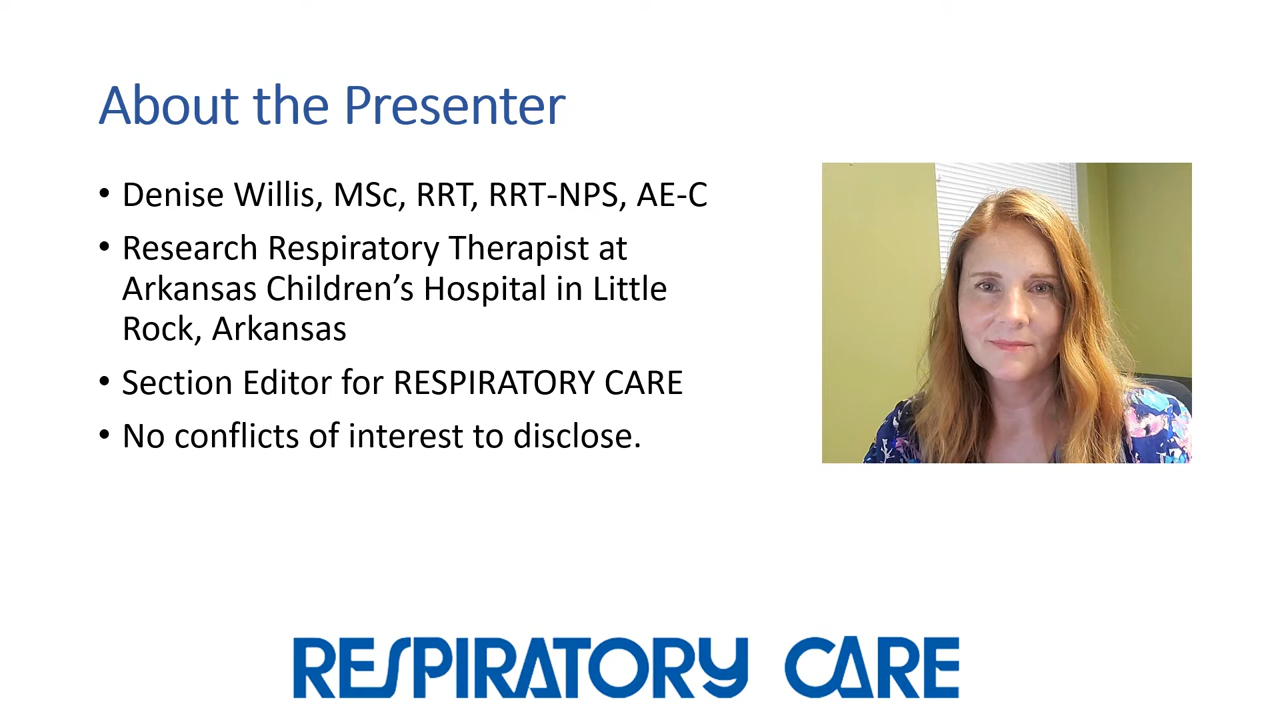 About the Presenter
• Denise Willis, MSc, RRT, RRT-NPS, AE-C
• Research Respiratory Therapist at
Arkansas Children’s Hospital in Little
Rock, Arkansas
• Section Editor for RESPIRATORY CARE
• No conflicts of interest to disclose.
RESPIRATORY CARE